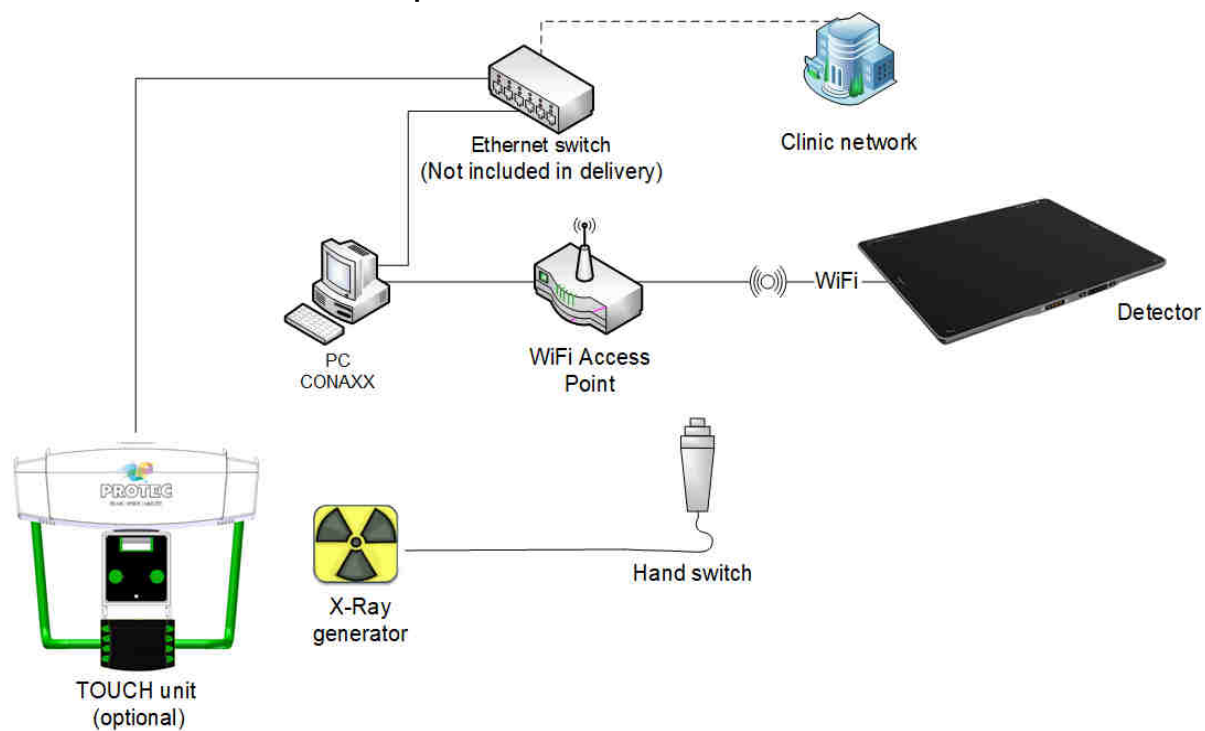 Ethernet switch
(Not included in delivery)
Clinic network
WiFi
Detector
PC
CONAXX
WiFi Access
Point
PROTEC
Hand switch
X-Ray
generator
TOUCH unit
(optional)